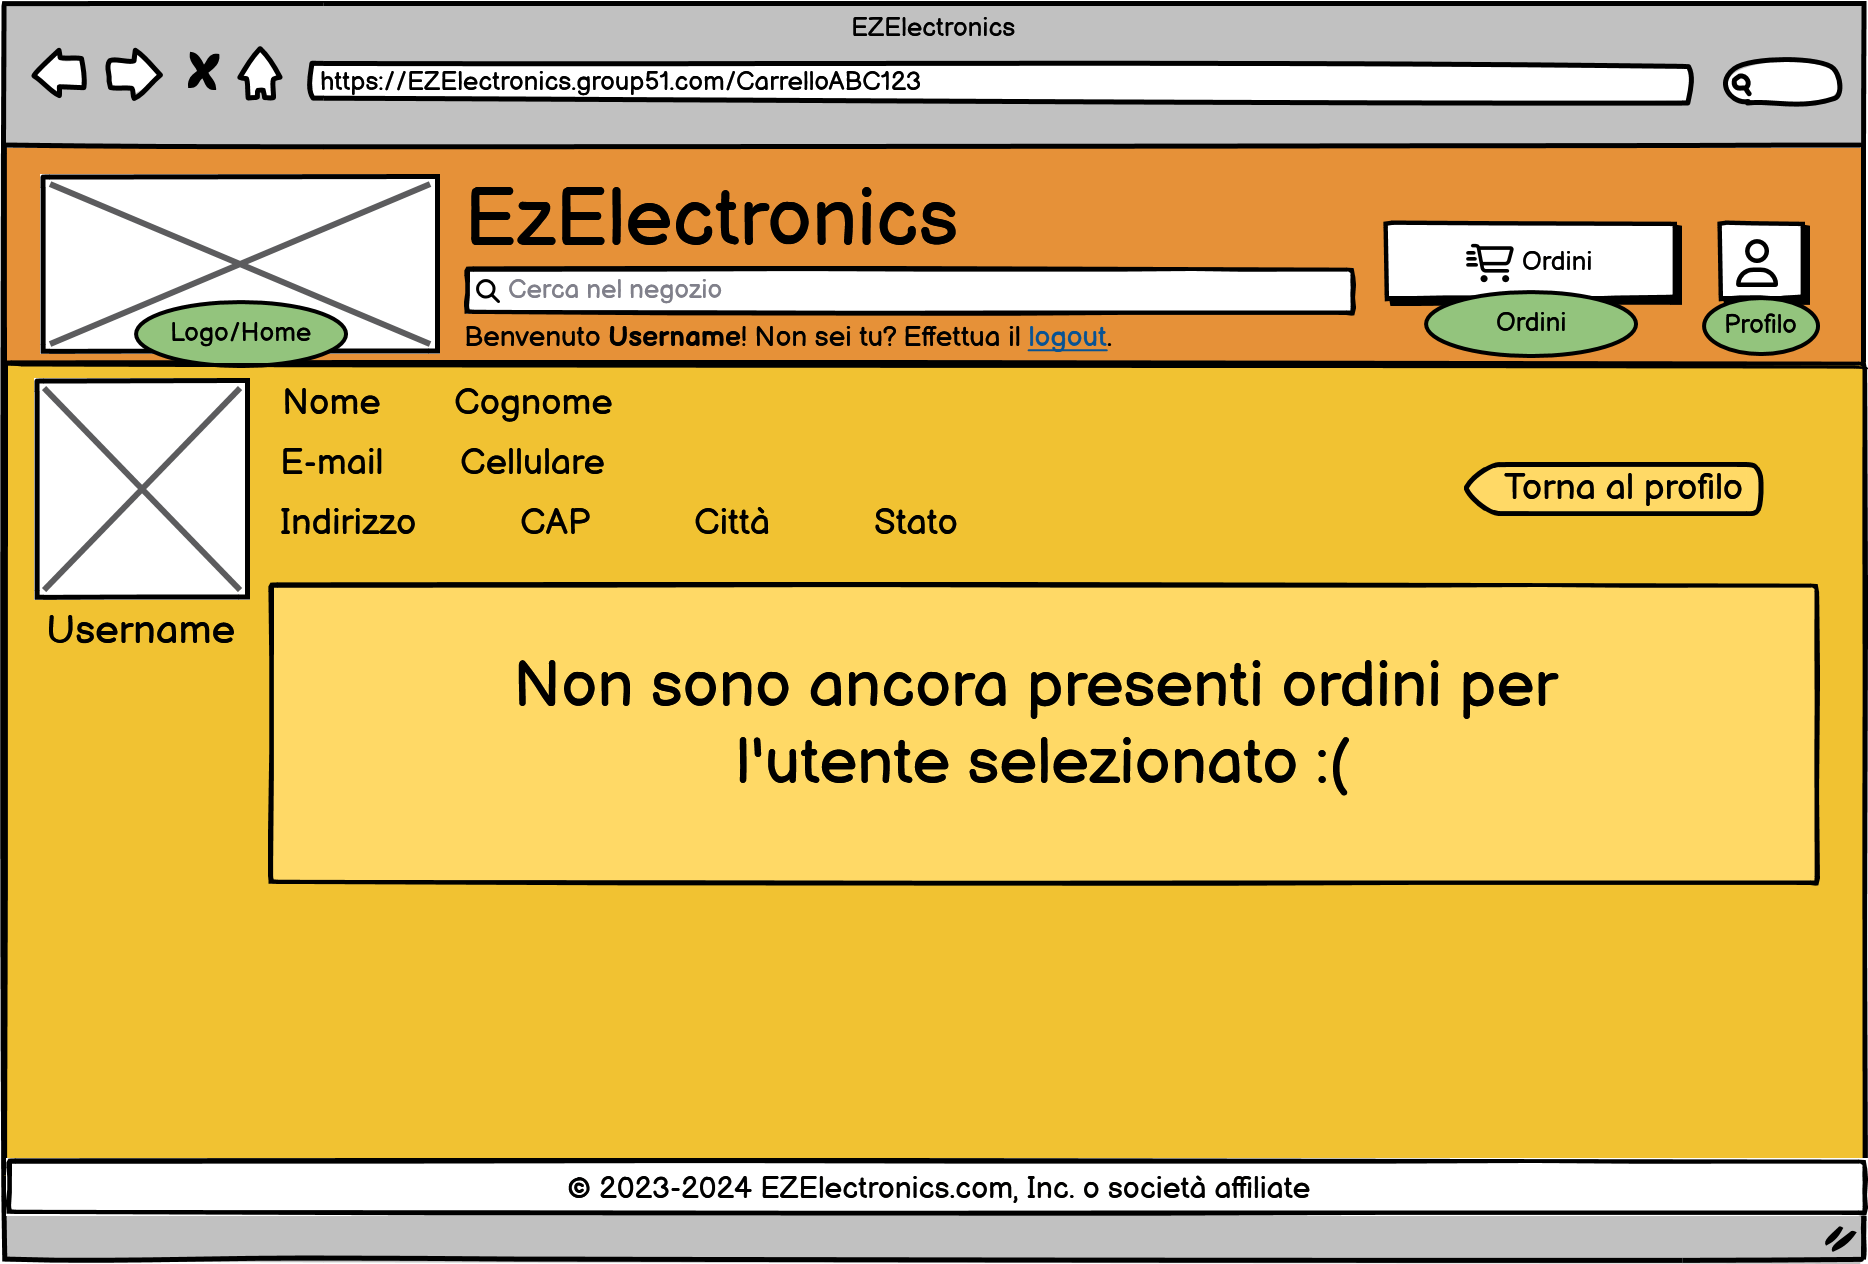 EZElectronics
https://EZElectronics.group51.com/CarrelloABC123
EzElectronics
Ordini
Cerca nel negozio
Logo/Home
Benvenuto Username! Non sei tu? Effettua il logout.
Ordini
Profilo
Nome Cognome
E-mail Cellulare
Torna al profilo
Indirizzo CAP Città Stato
Username
Non sono ancora presenti ordini per
l'utente selezionato :(
© 2023-2024 EZElectronics.com, Inc. o società affiliate